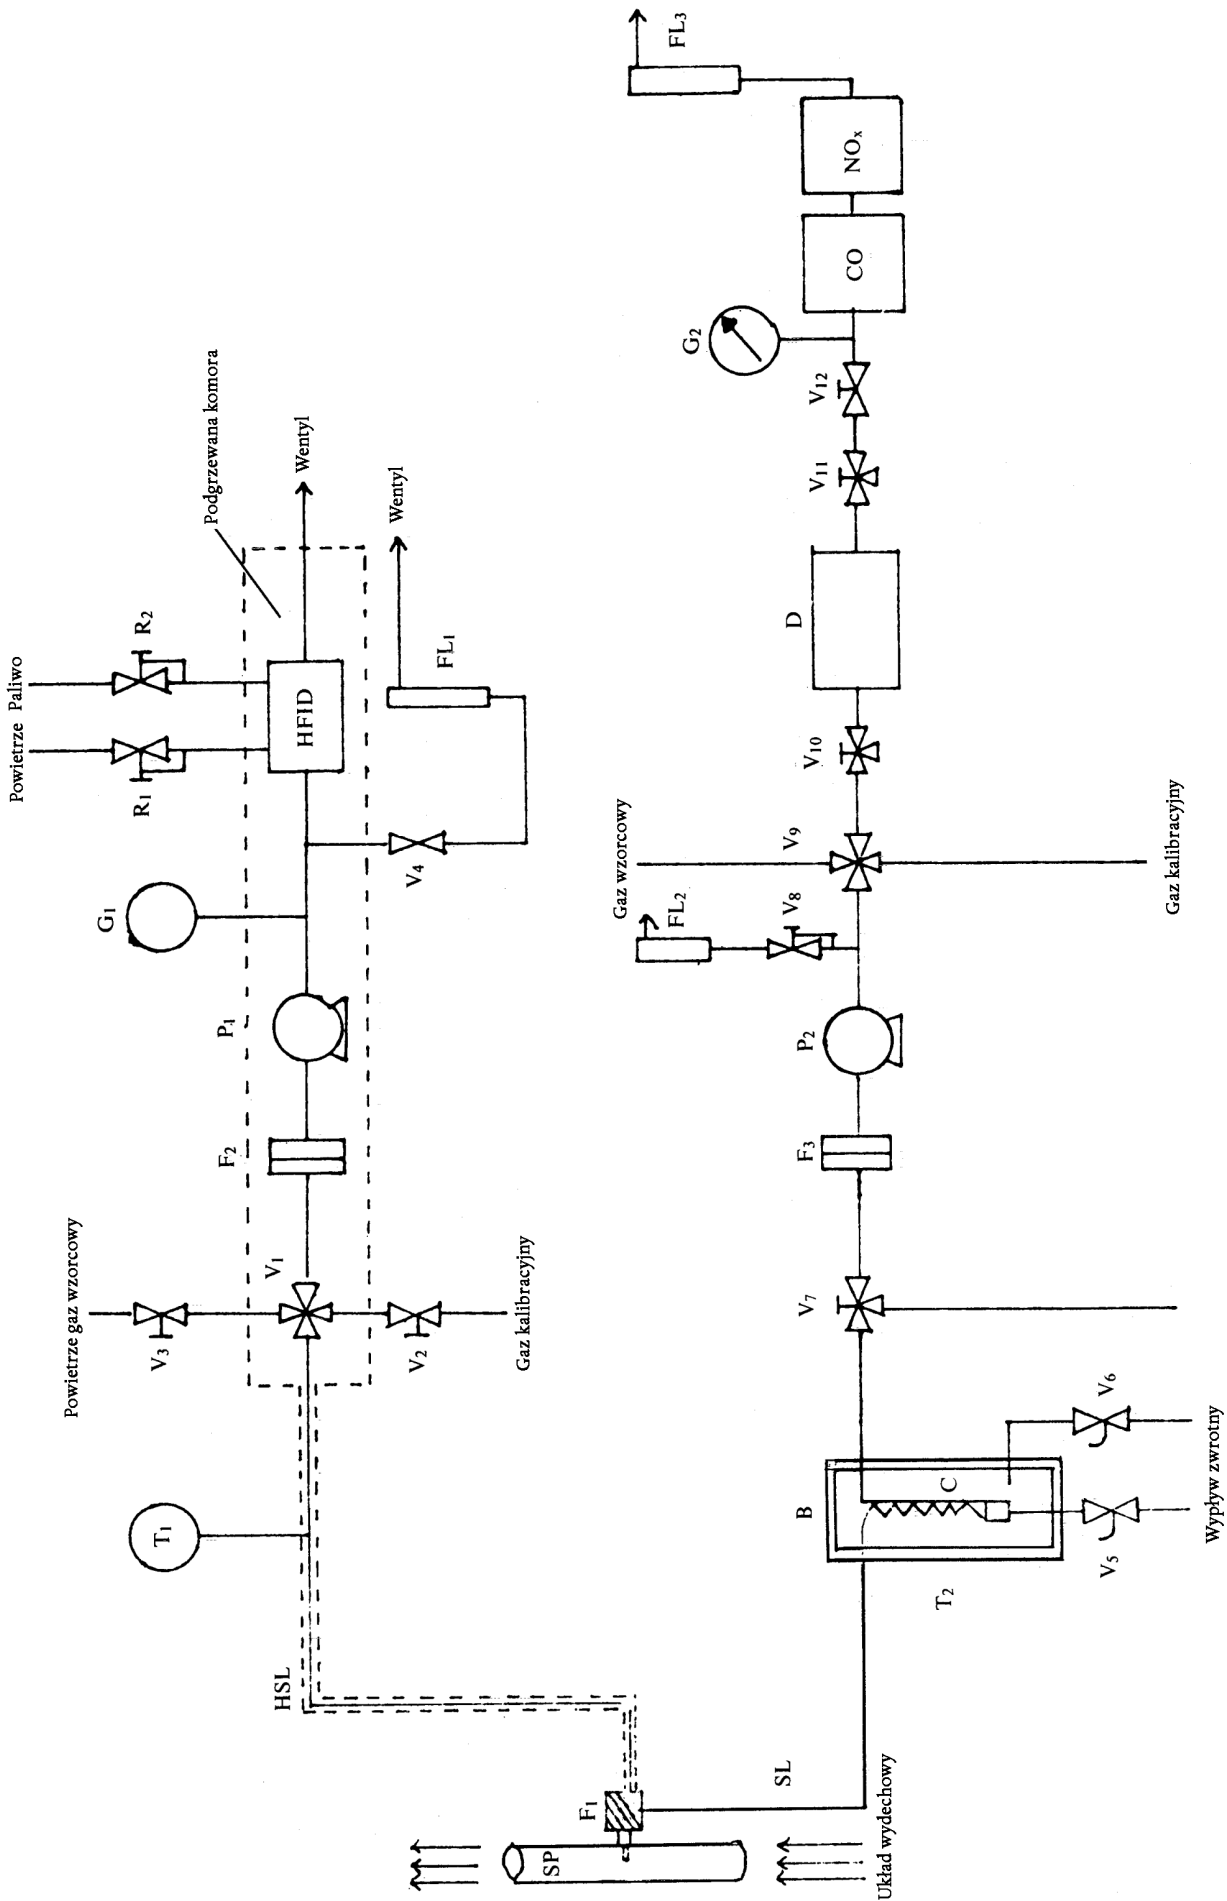 Powietrze Paliwo
R1
R2
Podgrzewana komora
G1
HFID
Wentyl
P1
F2
V4
FL1
Wentyl
Powietrze gaz wzorcowy
V3
V1
V2
Gaz kalibracyjny
T1
HSL
F1
SP
SL
Układ wydechowy
B
C
T2
V5
V6
Wypływ zwrotny
V7
F3
P2
FL2
V8
Gaz wzorcowy
V9
Gaz kalibracyjny
V10
D
V11
V12
G2
CO
NOx
FL3